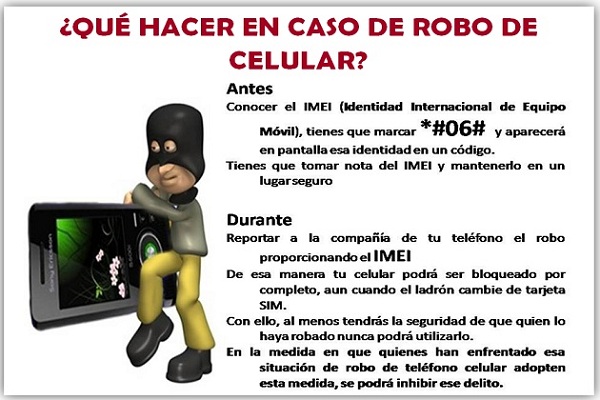 ¿QUÉ HACER EN CASO DE ROBO DE
CELULAR?
Antes
Conocer el IMEI (Identidad Internacional de Equipo
Móvil), tienes que marcar *#06# y aparecerá
en pantalla esa identidad en un código.
Tienes que tomar nota del IMEI y mantenerlo en un
lugar seguro
Durante
Reportar a la compañía de tu teléfono el robo
proporcionando el IMEI
De esa manera tu celular podrá ser bloqueado por
completo, aun cuando el ladrón cambie de tarjeta
SIM.
Con ello, al menos tendrás la seguridad de que quien lo
haya robado nunca podrá utilizarlo.
En la medida en que quienes han enfrentado esa
situación de robo de teléfono celular adopten
esta medida, se podrá inhibir ese delito.
Sony Ericsson